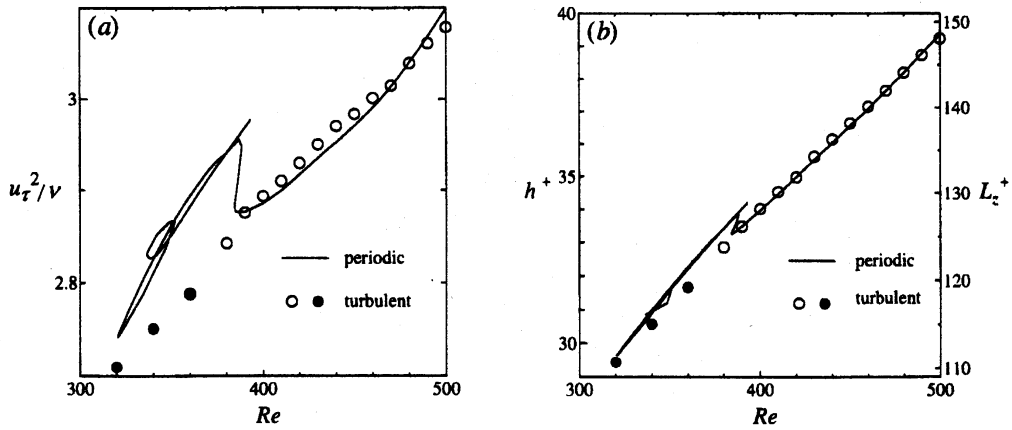 (a)
3
2.8
u_τ²/ν
periodic
turbulent
300 400 500
Re
(b)
40
35
30
h⁺
150
140
130
120
110
L_z⁺
periodic
turbulent
300 400 500
Re